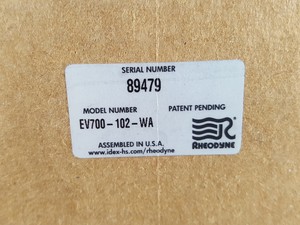 SERIAL NUMBER
89479
MODEL NUMBER
PATENT PENDING
EV700-102-WA
RHEODYNE
ASSEMBLED IN U.S.A.
www.idex-hs.com/rheodyne